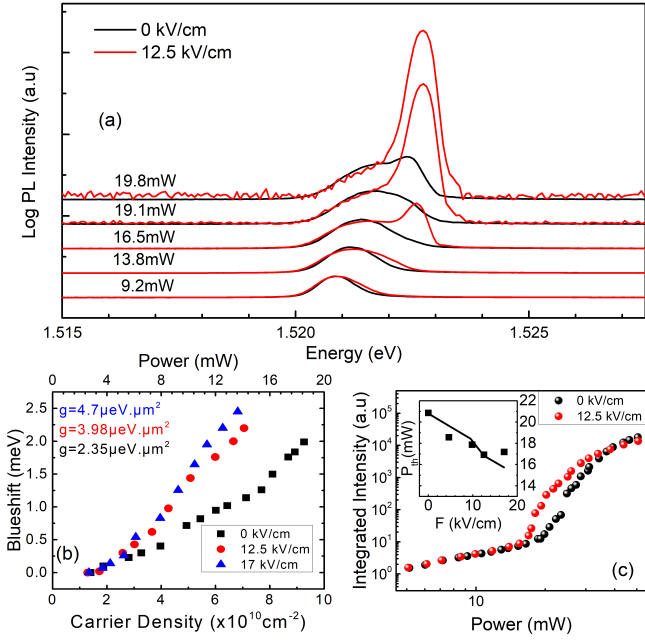 0 kV/cm
12.5 kV/cm
(a)
Log PL Intensity (a.u)
19.8mW
19.1mW
16.5mW
13.8mW
9.2mW
1.515 1.520 1.525
Energy (eV)
Power (mW)
0 5 10 15 20
g=4.7µeV.µm²
g=3.98µeV.µm²
g=2.35µeV.µm²
2.5
2.0
1.5
1.0
0.5
0.0
Blueshift (meV)
(b)
0 kV/cm
12.5 kV/cm
17 kV/cm
0 2 4 6 8 10
Carrier Density (x10¹⁰cm⁻²)
0 kV/cm
12.5 kV/cm
10⁵
10⁴
10³
10²
10¹
10⁰
Integrated Intensity (a.u)
22
20
18
16
14
P_th(mW)
0 10 20
F (kV/cm)
(c)
10
Power (mW)